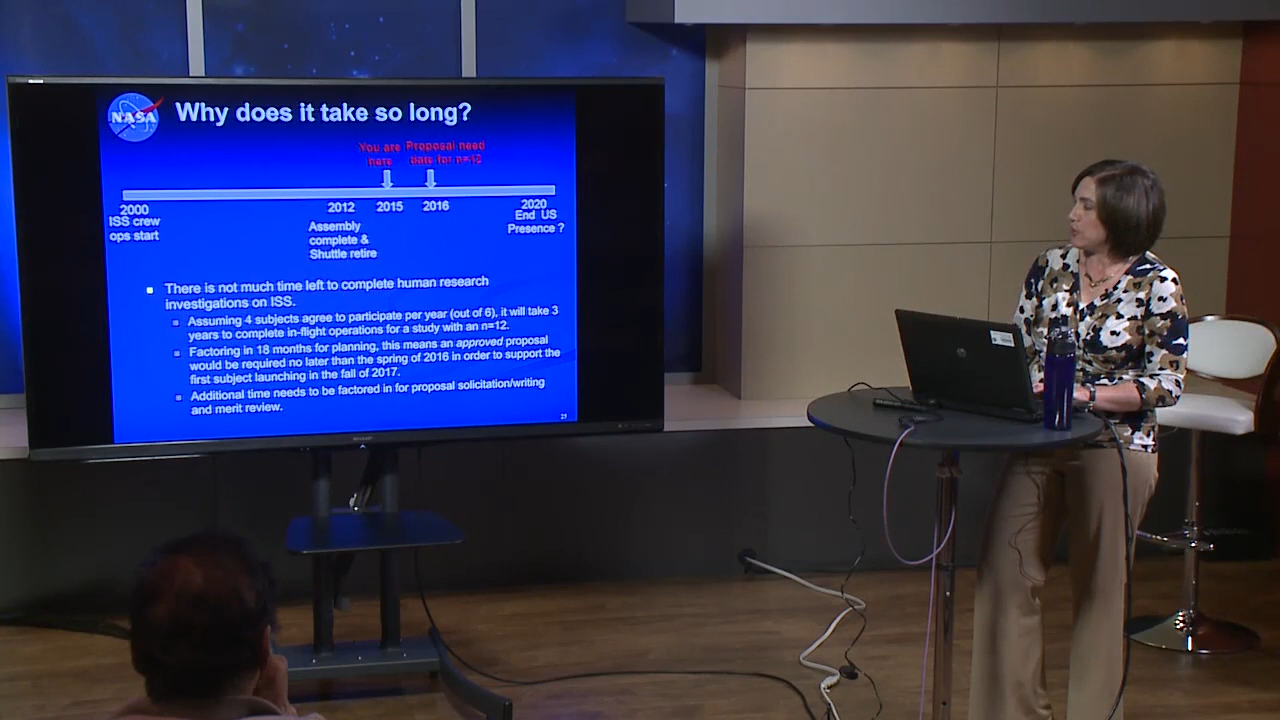 NASA
Why does it take so long?
You are Proposal need
here date for n=12
2000 2012 2015 2016 2020
ISS crew
ops start
Assembly
complete &
Shuttle retire
End US
Presence ?
There is not much time left to complete human research
investigations on ISS.
Assuming 4 subjects agree to participate per year (out of 6), it will take 3
years to complete in-flight operations for a study with an n=12.
Factoring in 18 months for planning, this means an approved proposal
would be required no later than the spring of 2016 in order to support the
first subject launching in the fall of 2017.
Additional time needs to be factored in for proposal solicitation/writing
and merit review.
hp